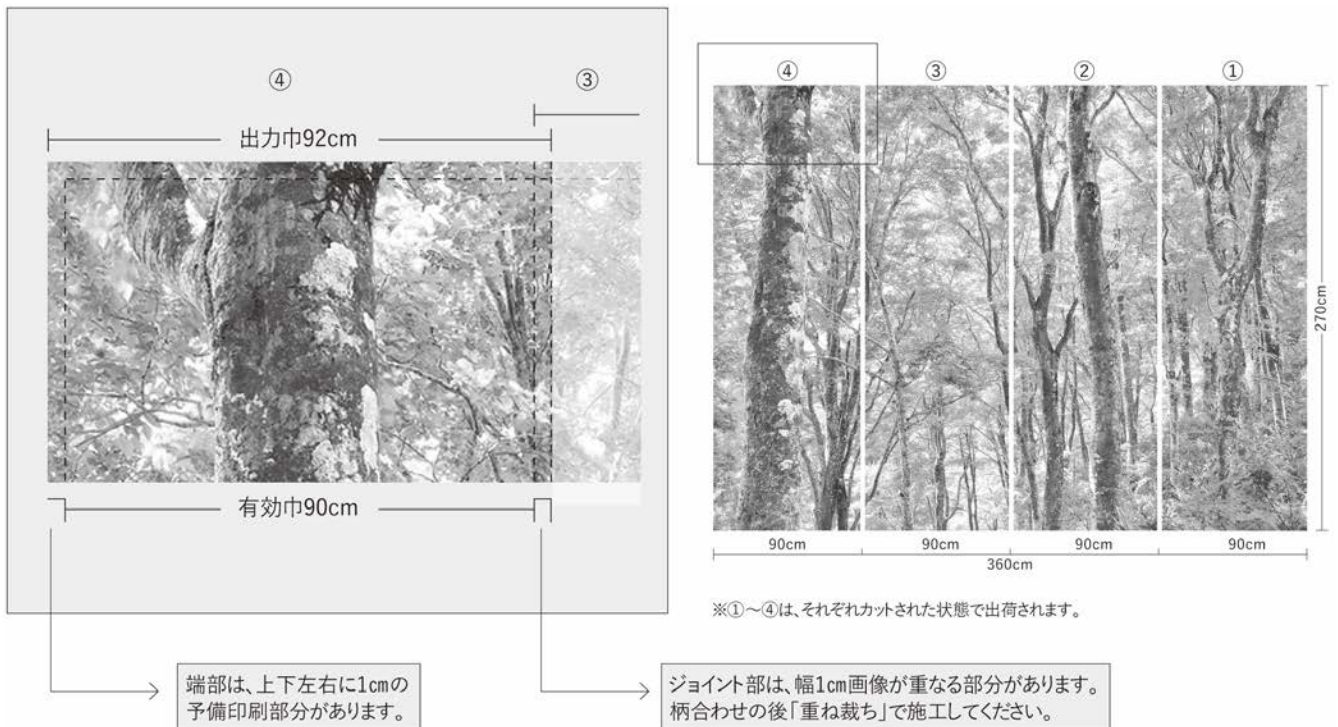 ④
③
出力巾92cm
有効巾90cm
端部は、上下左右に1cmの
予備印刷部分があります。
④
③
②
①
270cm
90cm
90cm
90cm
90cm
360cm
※①～④は、それぞれカットされた状態で出荷されます。
ジョイント部は、幅1cm画像が重なる部分があります。
柄合わせの後「重ね裁ち」で施工してください。